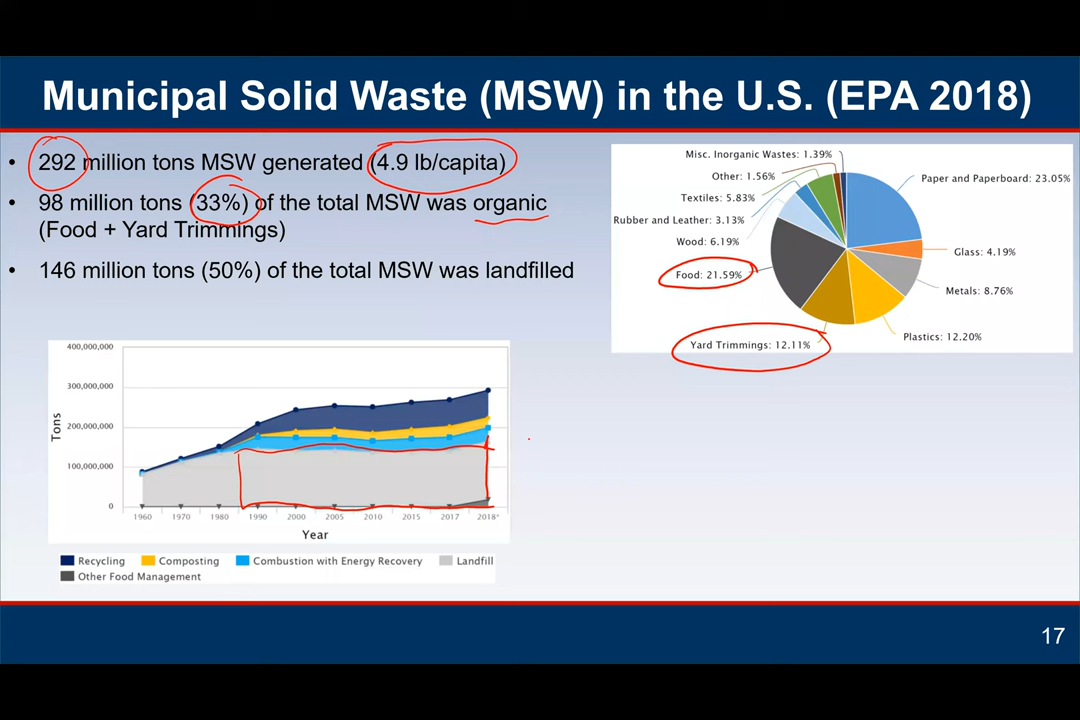 Municipal Solid Waste (MSW) in the U.S. (EPA 2018)
• 292 million tons MSW generated (4.9 lb/capita)
• 98 million tons (33%) of the total MSW was organic
(Food + Yard Trimmings)
• 146 million tons (50%) of the total MSW was landfilled
Misc. Inorganic Wastes: 1.39%
Other: 1.56%
Textiles: 5.83%
Rubber and Leather: 3.13%
Wood: 6.19%
Food: 21.59%
Yard Trimmings: 12.11%
Paper and Paperboard: 23.05%
Glass: 4.19%
Metals: 8.76%
Plastics: 12.20%
400,000,000
300,000,000
200,000,000
100,000,000
0
Tons
1960 1970 1980 1990 2000 2005 2010 2015 2017 2018*
Year
Recycling Composting Combustion with Energy Recovery Landfill
Other Food Management
17